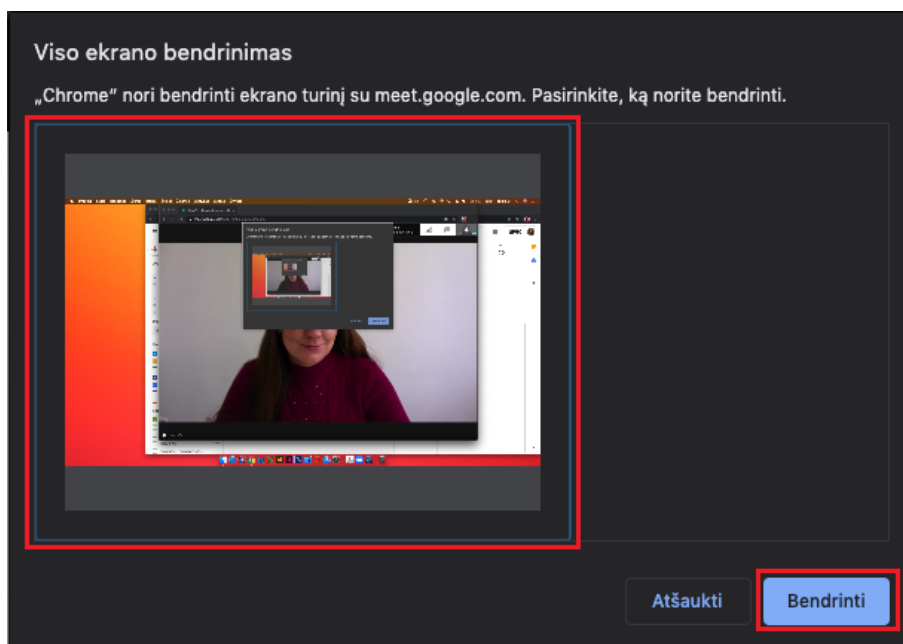 Viso ekrano bendrinimas
„Chrome“ nori bendrinti ekrano turinį su meet.google.com. Pasirinkite, ką norite bendrinti.
Atšaukti
Bendrinti